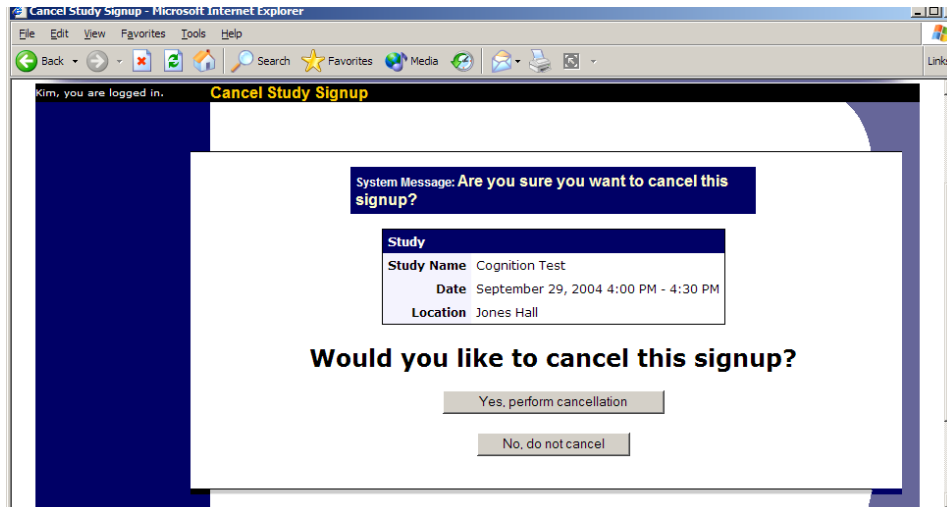 Cancel Study Signup - Microsoft Internet Explorer
File Edit View Favorites Tools Help
Back Search Favorites Media
Links
Kim, you are logged in. Cancel Study Signup
System Message: Are you sure you want to cancel this
signup?
Study
Study Name Cognition Test
Date September 29, 2004 4:00 PM - 4:30 PM
Location Jones Hall
Would you like to cancel this signup?
Yes, perform cancellation
No, do not cancel